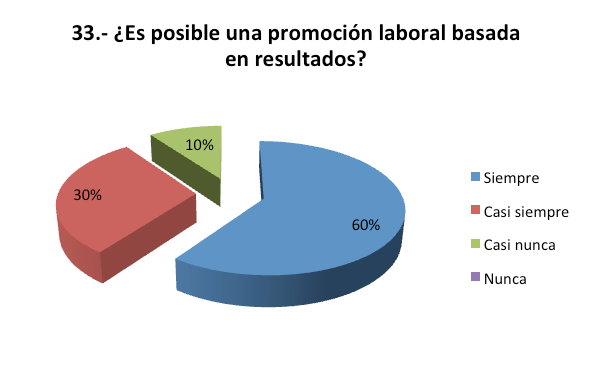 33.- ¿Es posible una promoción laboral basada
en resultados?
10%
30%
60%
Siempre
Casi siempre
Casi nunca
Nunca